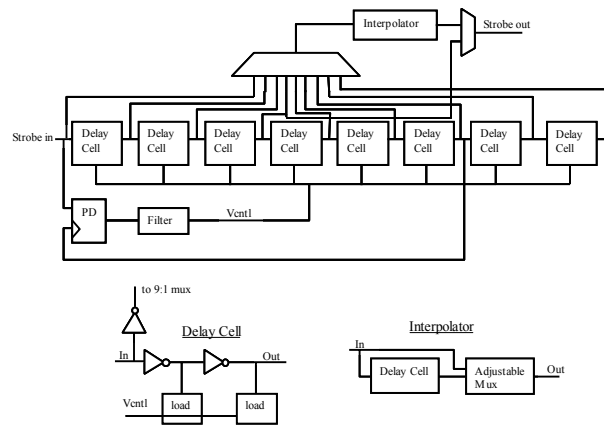 Interpolator
Strobe out
Strobe in
Delay
Cell
Delay
Cell
Delay
Cell
Delay
Cell
Delay
Cell
Delay
Cell
Delay
Cell
Delay
Cell
PD
Filter
Vcntl
to 9:1 mux
Delay Cell
In
Out
Vcntl
load
load
Interpolator
In
Delay Cell
Adjustable
Mux
Out